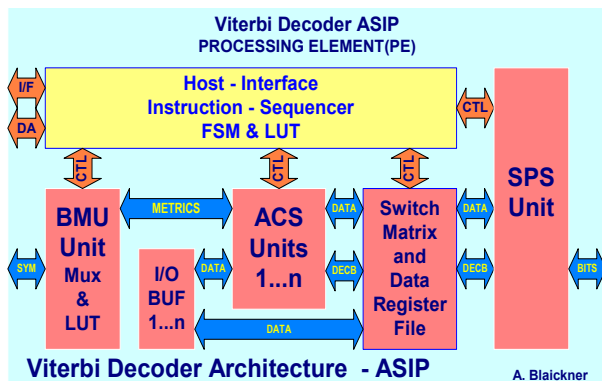 Viterbi Decoder ASIP
PROCESSING ELEMENT(PE)
I/F
DA
Host - Interface
Instruction - Sequencer
FSM & LUT
CTL
CTL
CTL
CTL
SPS
Unit
BMU
Unit
Mux
&
LUT
METRICS
ACS
Units
1...n
DATA
Switch
Matrix
and
Data
Register
File
DATA
SYM
I/O
BUF
1...n
DATA
DECB
DECB
BITS
DATA
Viterbi Decoder Architecture - ASIP
A. Blaickner